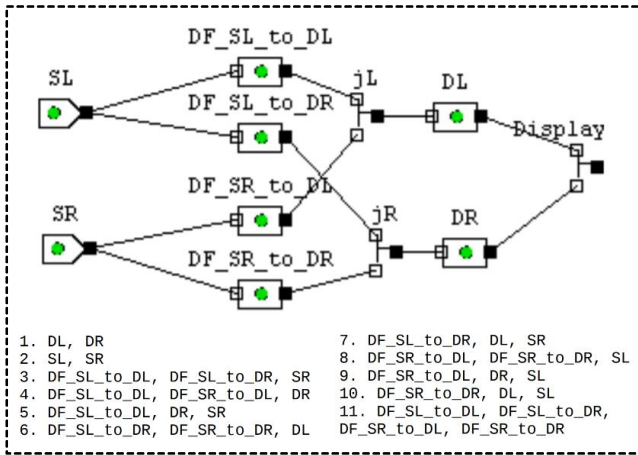 DF_SL_to_DL
SL
jL
DL
DF_SL_to_DR
Display
DF_SR_to_DL
SR
jR
DR
DF_SR_to_DR
1. DL, DR
2. SL, SR
3. DF_SL_to_DL, DF_SL_to_DR, SR
4. DF_SL_to_DL, DF_SR_to_DL, DR
5. DF_SL_to_DL, DR, SR
6. DF_SL_to_DR, DF_SR_to_DR, DL
7. DF_SL_to_DR, DL, SR
8. DF_SR_to_DL, DF_SR_to_DR, SL
9. DF_SR_to_DL, DR, SL
10. DF_SR_to_DR, DL, SL
11. DF_SL_to_DL, DF_SL_to_DR,
DF_SR_to_DL, DF_SR_to_DR